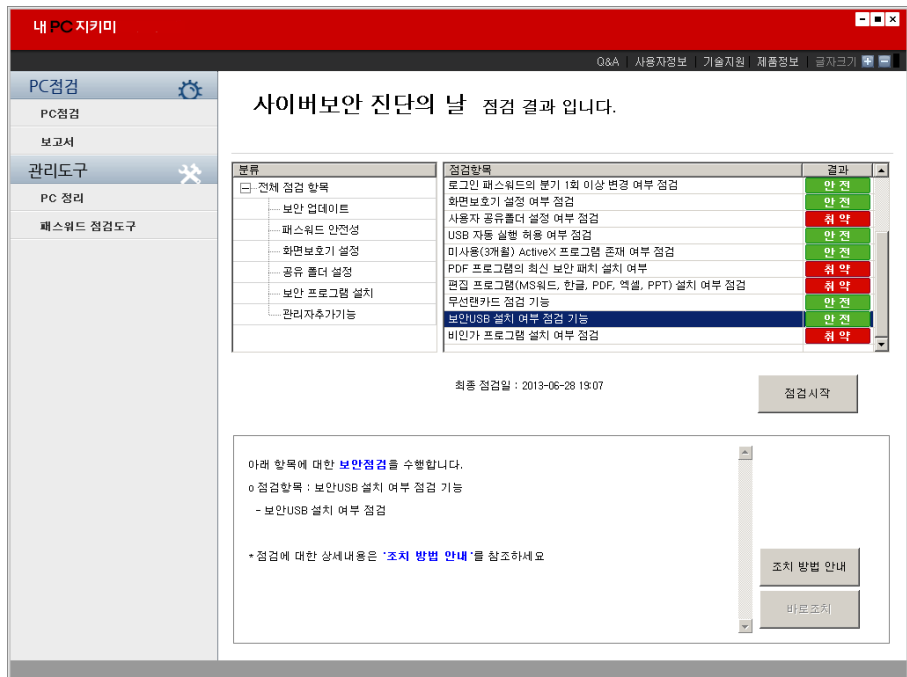 내 PC 지키미
Q&A 사용자정보 기술지원 제품정보 글자크기
PC점검
PC점검
보고서
관리도구
PC 정리
패스워드 점검도구
사이버보안 진단의 날 점검 결과 입니다.
분류
전체 점검 항목
보안 업데이트
패스워드 안전성
화면보호기 설정
공유 폴더 설정
보안 프로그램 설치
관리자추가기능
점검항목 결과
로그인 패스워드의 분기 1회 이상 변경 여부 점검 안 전
화면보호기 설정 여부 점검 안 전
사용자 공유폴더 설정 여부 점검 취 약
USB 자동 실행 허용 여부 점검 안 전
미사용(3개월) ActiveX 프로그램 존재 여부 점검 안 전
PDF 프로그램의 최신 보안 패치 설치 여부 취 약
편집 프로그램(MS워드, 한글, PDF, 엑셀, PPT) 설치 여부 점검 취 약
무선랜카드 점검 기능 안 전
보안USB 설치 여부 점검 기능 안 전
비인가 프로그램 설치 여부 점검 취 약
최종 점검일 : 2013-06-28 19:07
점검시작
아래 항목에 대한 보안점검을 수행합니다.
o 점검항목 : 보안USB 설치 여부 점검 기능
- 보안USB 설치 여부 점검
* 점검에 대한 상세내용은 '조치 방법 안내'를 참조하세요
조치 방법 안내
바로조치